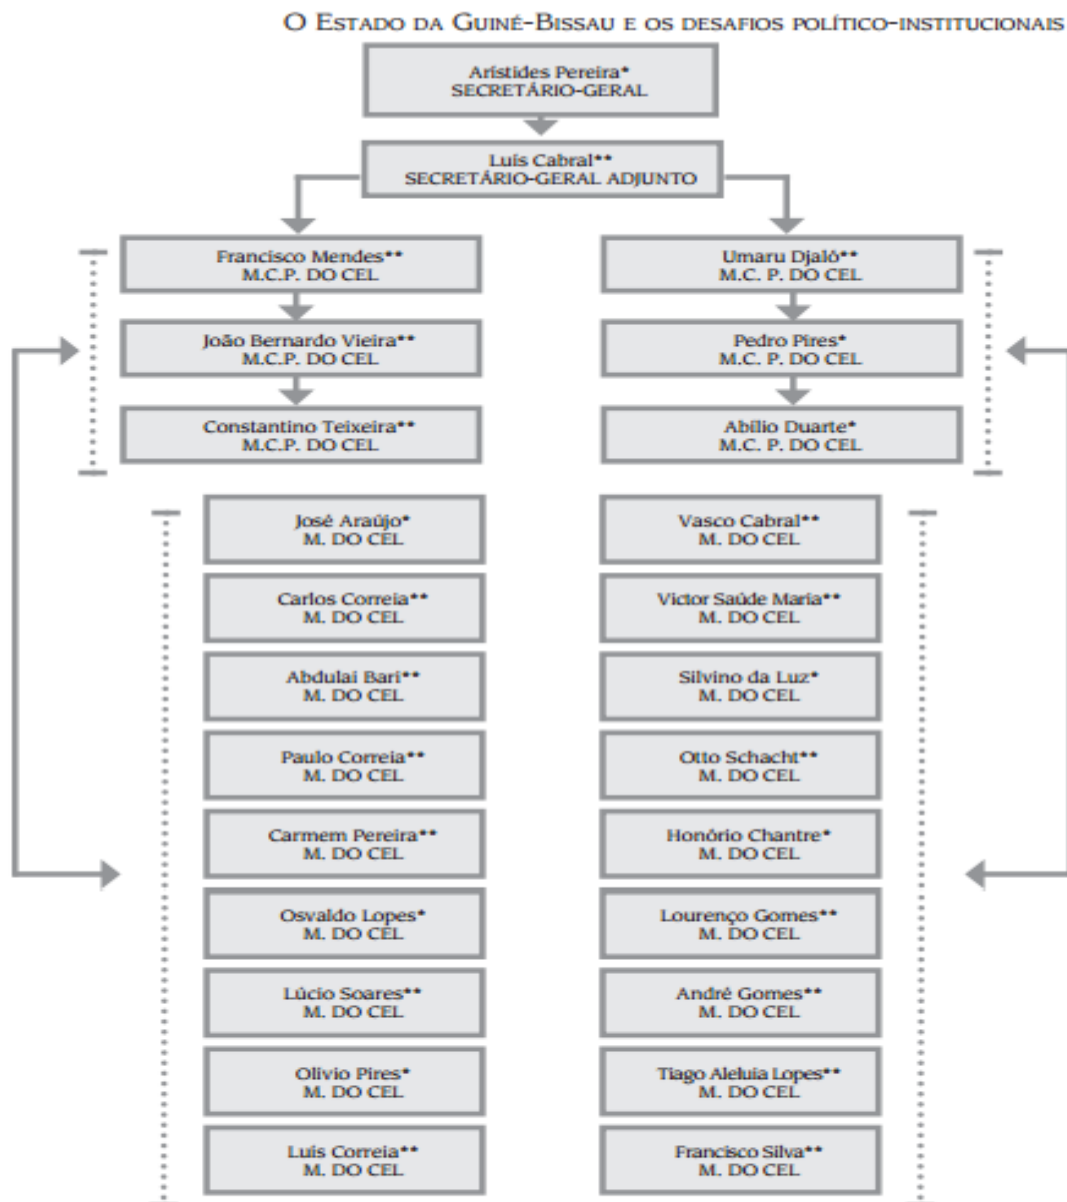 O Estado da Guiné-Bissau e os desafios político-institucionais
Arístides Pereira*
SECRETÁRIO-GERAL
Luís Cabral**
SECRETÁRIO-GERAL ADJUNTO
Francisco Mendes**
M.C.P. DO CEL
Umaru Djaló**
M.C. P. DO CEL
João Bernardo Vieira**
M.C.P. DO CEL
Pedro Pires*
M.C. P. DO CEL
Constantino Teixeira**
M.C.P. DO CEL
Abílio Duarte*
M.C. P. DO CEL
José Araújo*
M. DO CEL
Vasco Cabral**
M. DO CEL
Carlos Correia**
M. DO CEL
Victor Saúde Maria**
M. DO CEL
Abdulai Bari**
M. DO CEL
Silvino da Luz*
M. DO CEL
Paulo Correia**
M. DO CEL
Otto Schacht**
M. DO CEL
Carmem Pereira**
M. DO CEL
Honório Chantre*
M. DO CEL
Osvaldo Lopes*
M. DO CEL
Lourenço Gomes**
M. DO CEL
Lúcio Soares**
M. DO CEL
André Gomes**
M. DO CEL
Olívio Pires*
M. DO CEL
Tiago Aleluia Lopes**
M. DO CEL
Luís Correia**
M. DO CEL
Francisco Silva**
M. DO CEL